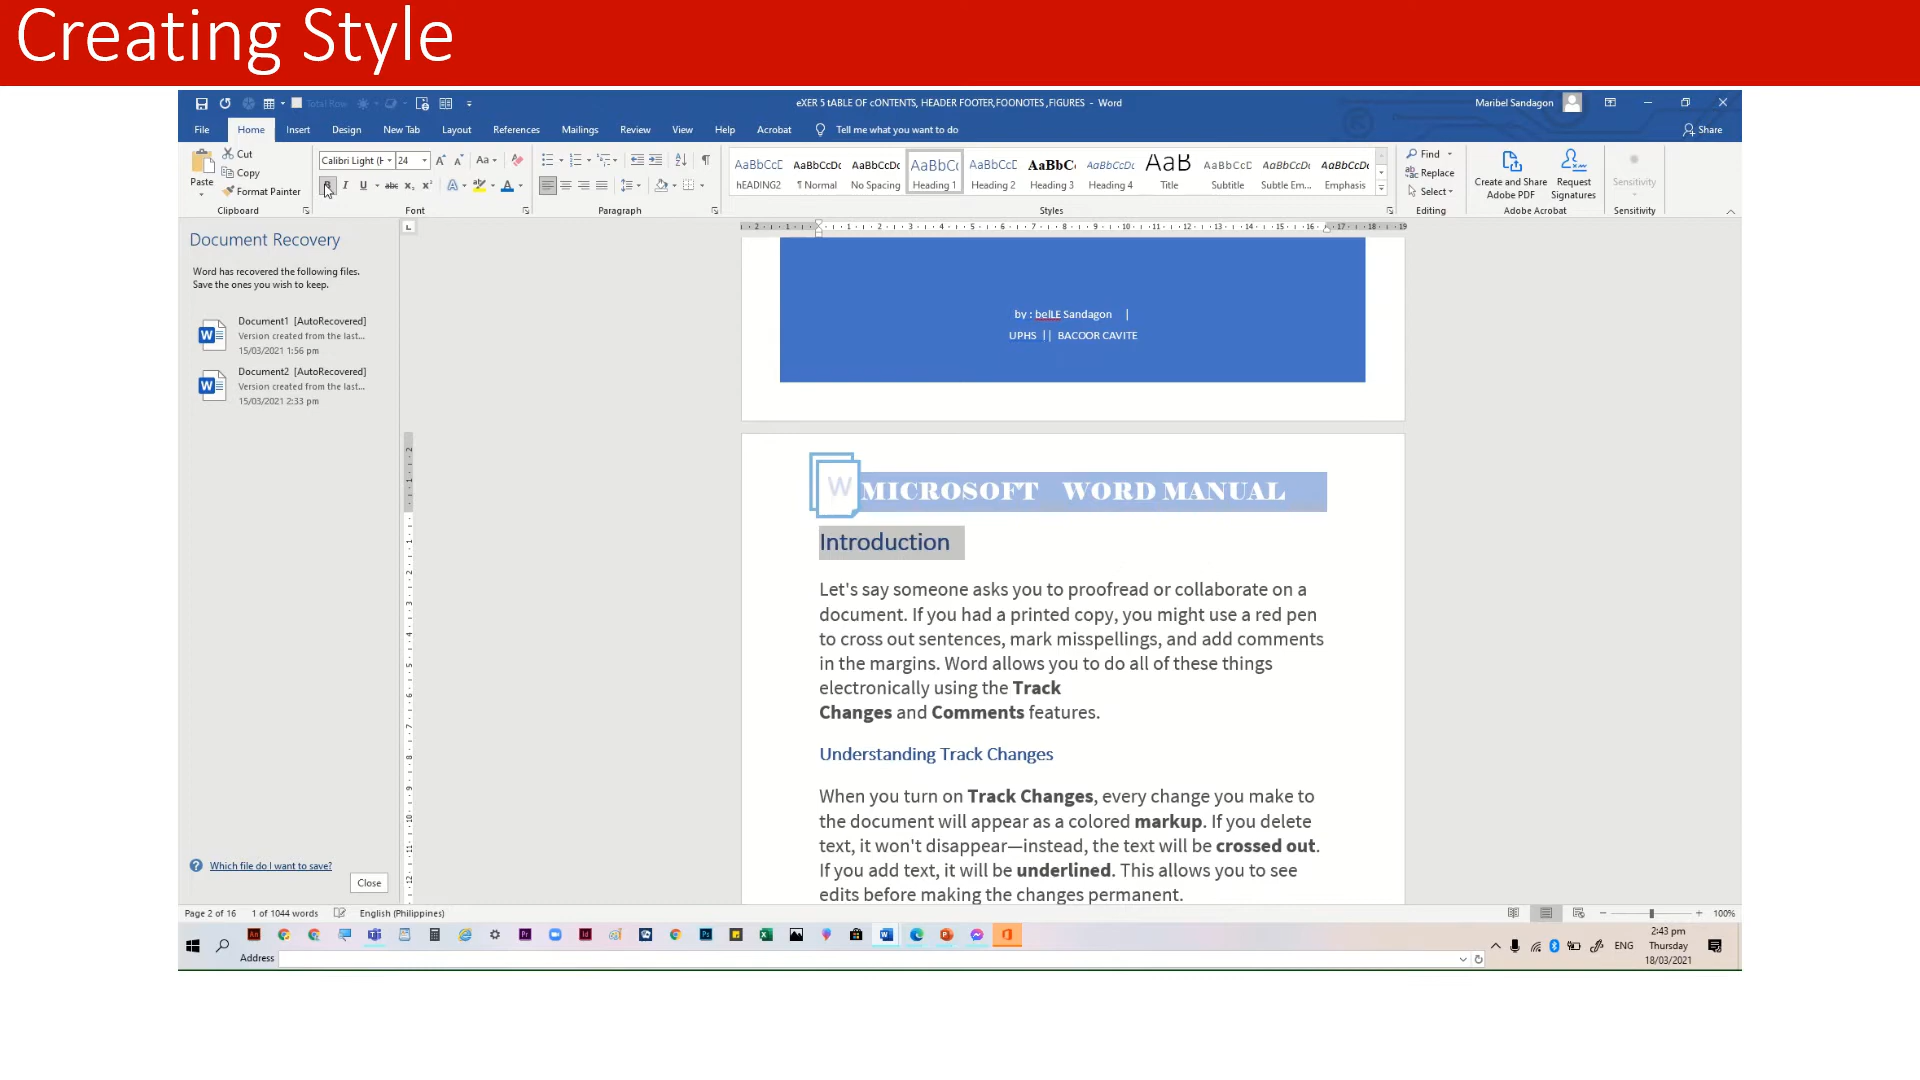 Creating Style
Total Row
eXER 5 tABLE OF cONTENTS, HEADER FOOTER,FOONOTES ,FIGURES - Word
Maribel Sandagon
File Home Insert Design New Tab Layout References Mailings Review View Help Acrobat Tell me what you want to do Share
Paste
Cut
Copy
Format Painter
Clipboard
Calibri Light (H 24
Font
Paragraph
AaBbCcD AaBbCcDc AaBbCcDc AaBbCc AaBbCcD AaBbC AaBbCcDc AaB AaBbCcD AaBbCcDc AaBbCcDc
hEADING2 ¶ Normal No Spacing Heading 1 Heading 2 Heading 3 Heading 4 Title Subtitle Subtle Em... Emphasis
Styles
Find
Replace
Select
Editing
Create and Share
Adobe PDF
Request
Signatures
Adobe Acrobat
Sensitivity
Sensitivity
Document Recovery
Word has recovered the following files.
Save the ones you wish to keep.
Document1 [AutoRecovered]
Version created from the last...
15/03/2021 1:56 pm
Document2 [AutoRecovered]
Version created from the last...
15/03/2021 2:33 pm
Which file do I want to save?
Close
by : belLE Sandagon |
UPHS || BACOOR CAVITE
W MICROSOFT WORD MANUAL
Introduction
Let's say someone asks you to proofread or collaborate on a
document. If you had a printed copy, you might use a red pen
to cross out sentences, mark misspellings, and add comments
in the margins. Word allows you to do all of these things
electronically using the Track
Changes and Comments features.
Understanding Track Changes
When you turn on Track Changes, every change you make to
the document will appear as a colored markup. If you delete
text, it won't disappear—instead, the text will be crossed out.
If you add text, it will be underlined. This allows you to see
edits before making the changes permanent.
Page 2 of 16 1 of 1044 words English (Philippines) 100%
Address
ENG
2:43 pm
Thursday
18/03/2021